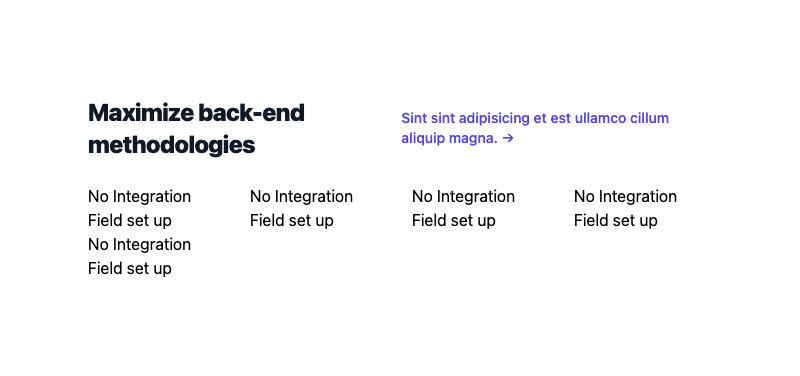 Maximize back-end
methodologies
Sint sint adipisicing et est ullamco cillum
aliquip magna. →
No Integration
Field set up
No Integration
Field set up
No Integration
Field set up
No Integration
Field set up
No Integration
Field set up